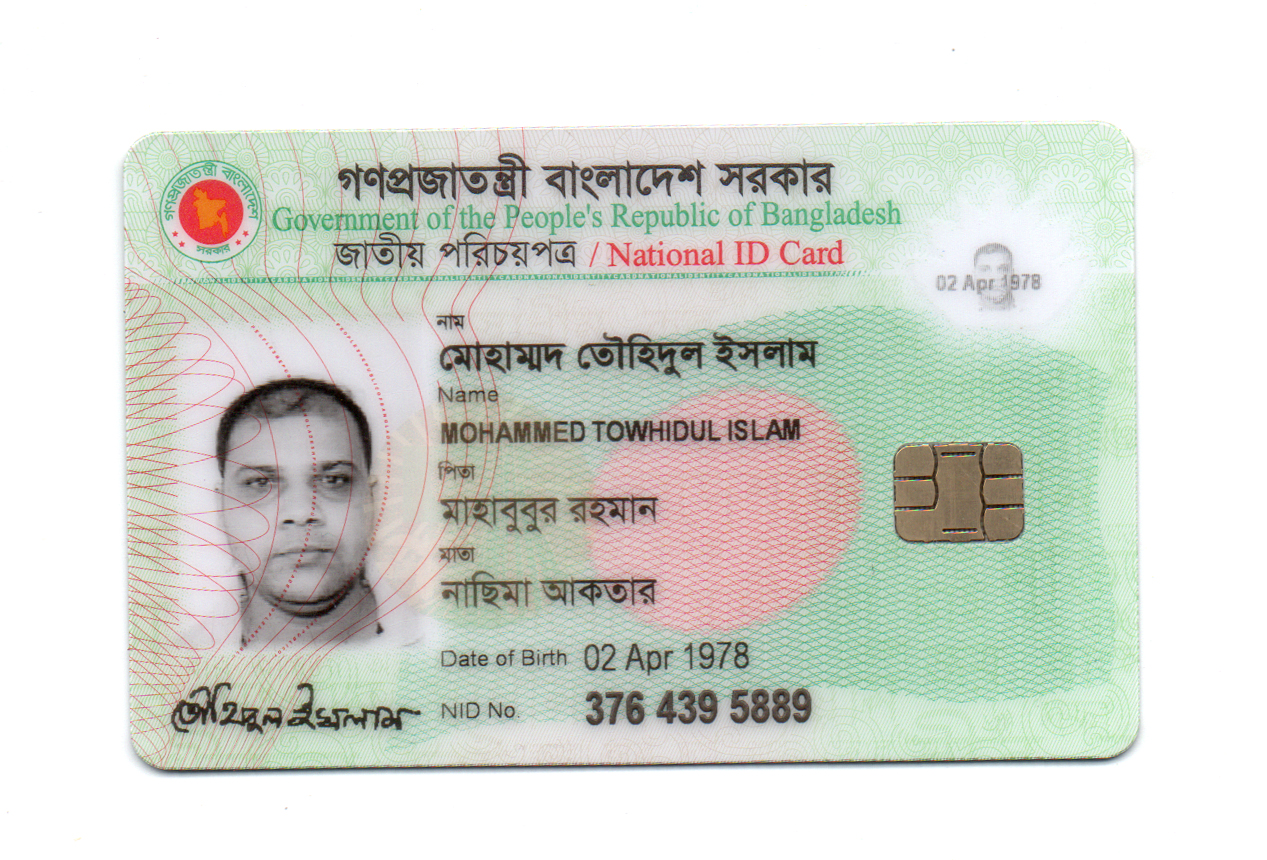 গণপ্রজাতন্ত্রী বাংলাদেশ সরকার
Government of the People's Republic of Bangladesh
জাতীয় পরিচয়পত্র / National ID Card
গণপ্রজাতন্ত্রী বাংলাদেশ
সরকার
02 Apr 1978
নাম
মোহাম্মদ তৌহিদুল ইসলাম
Name
MOHAMMED TOWHIDUL ISLAM
পিতা
মাহাবুবুর রহমান
মাতা
নাছিমা আকতার
Date of Birth 02 Apr 1978
তৌহিদুল ইসলাম
NID No. 376 439 5889